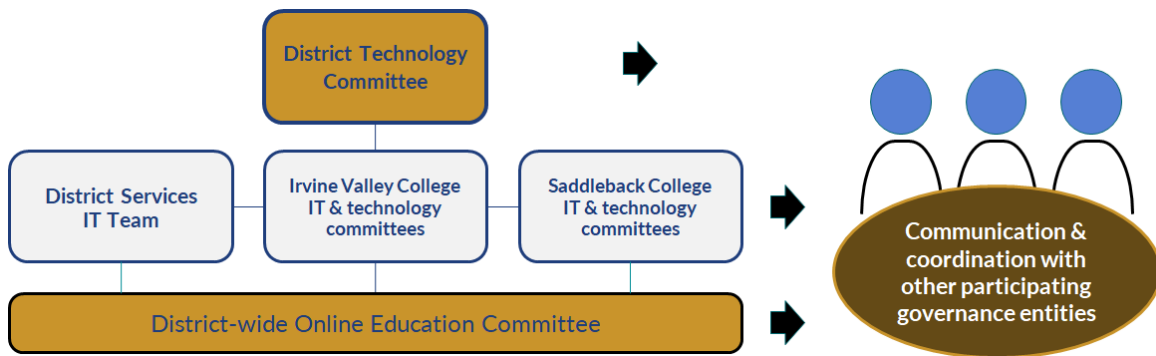 District Technology
Committee
District Services
IT Team
Irvine Valley College
IT & technology
committees
Saddleback College
IT & technology
committees
District-wide Online Education Committee
Communication &
coordination with
other participating
governance entities